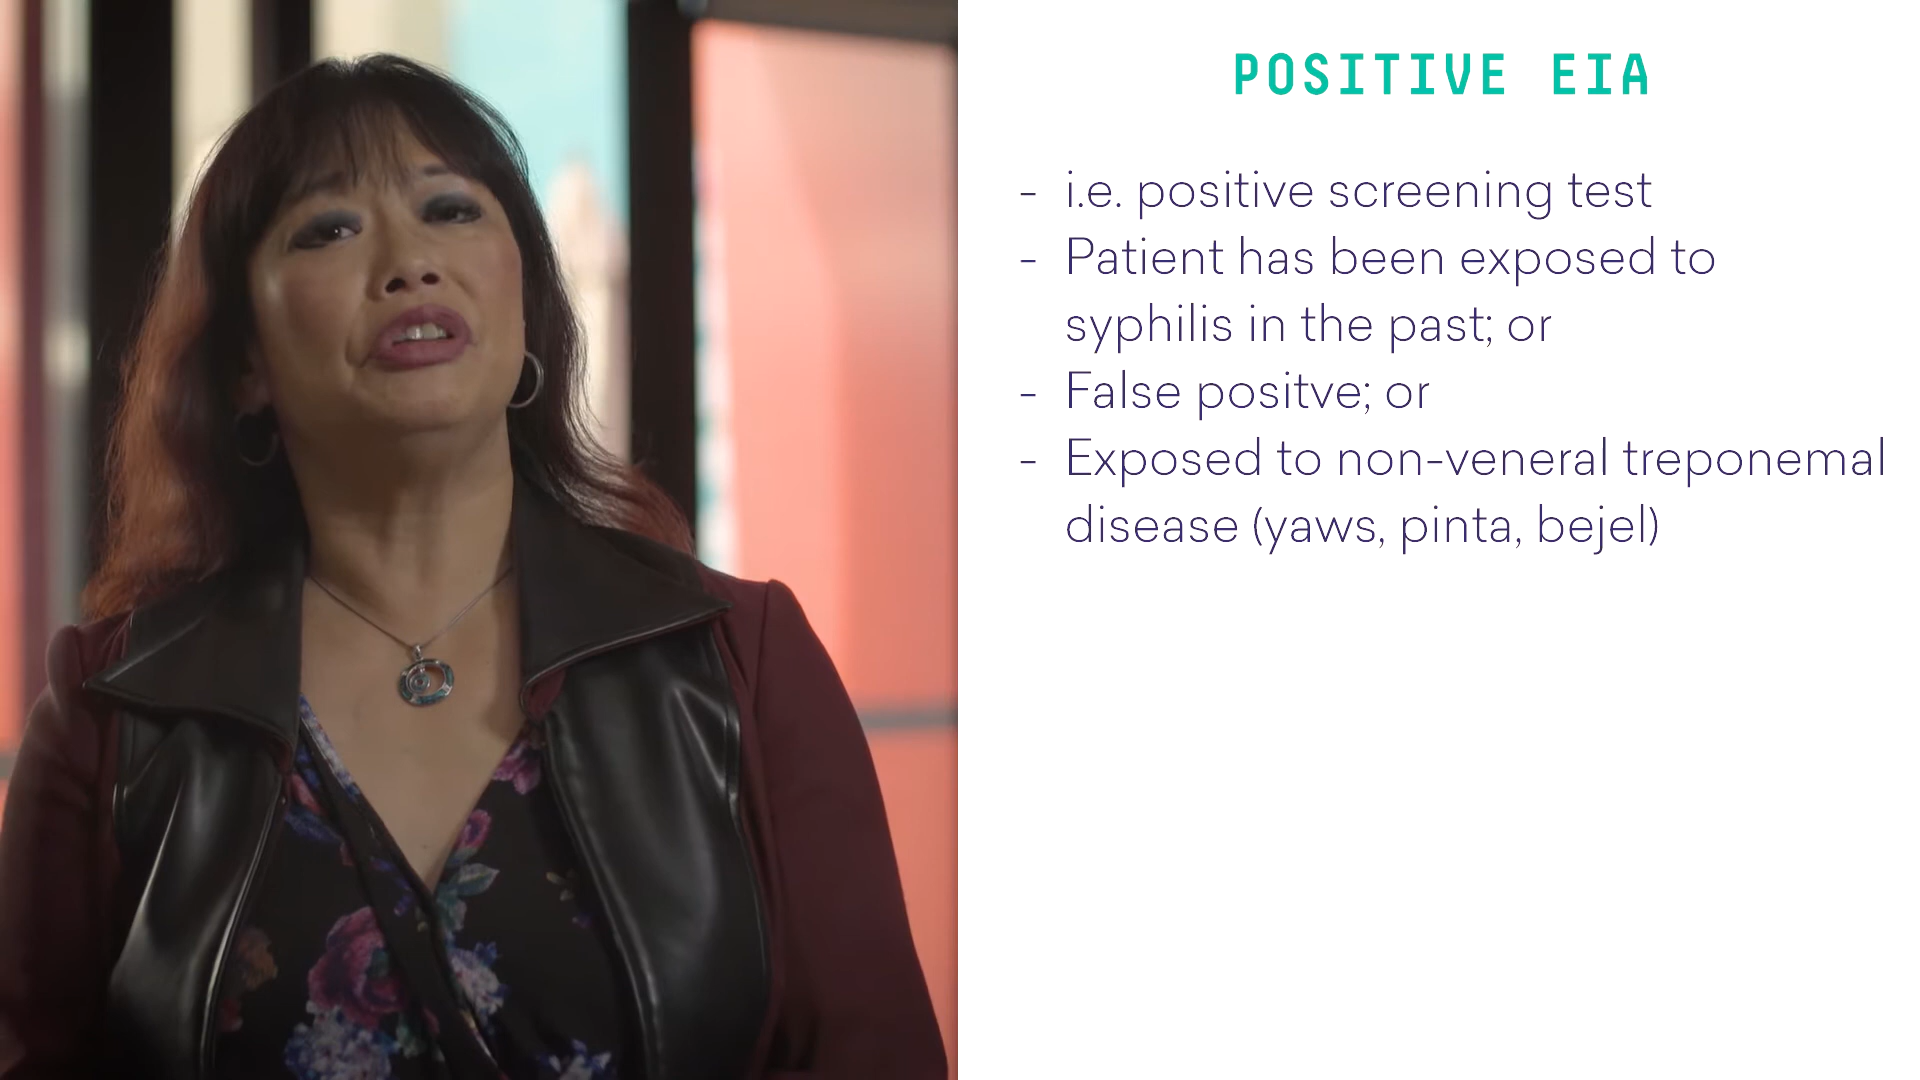 POSITIVE EIA
- i.e. positive screening test
- Patient has been exposed to
syphilis in the past; or
- False positve; or
- Exposed to non-veneral treponemal
disease (yaws, pinta, bejel)